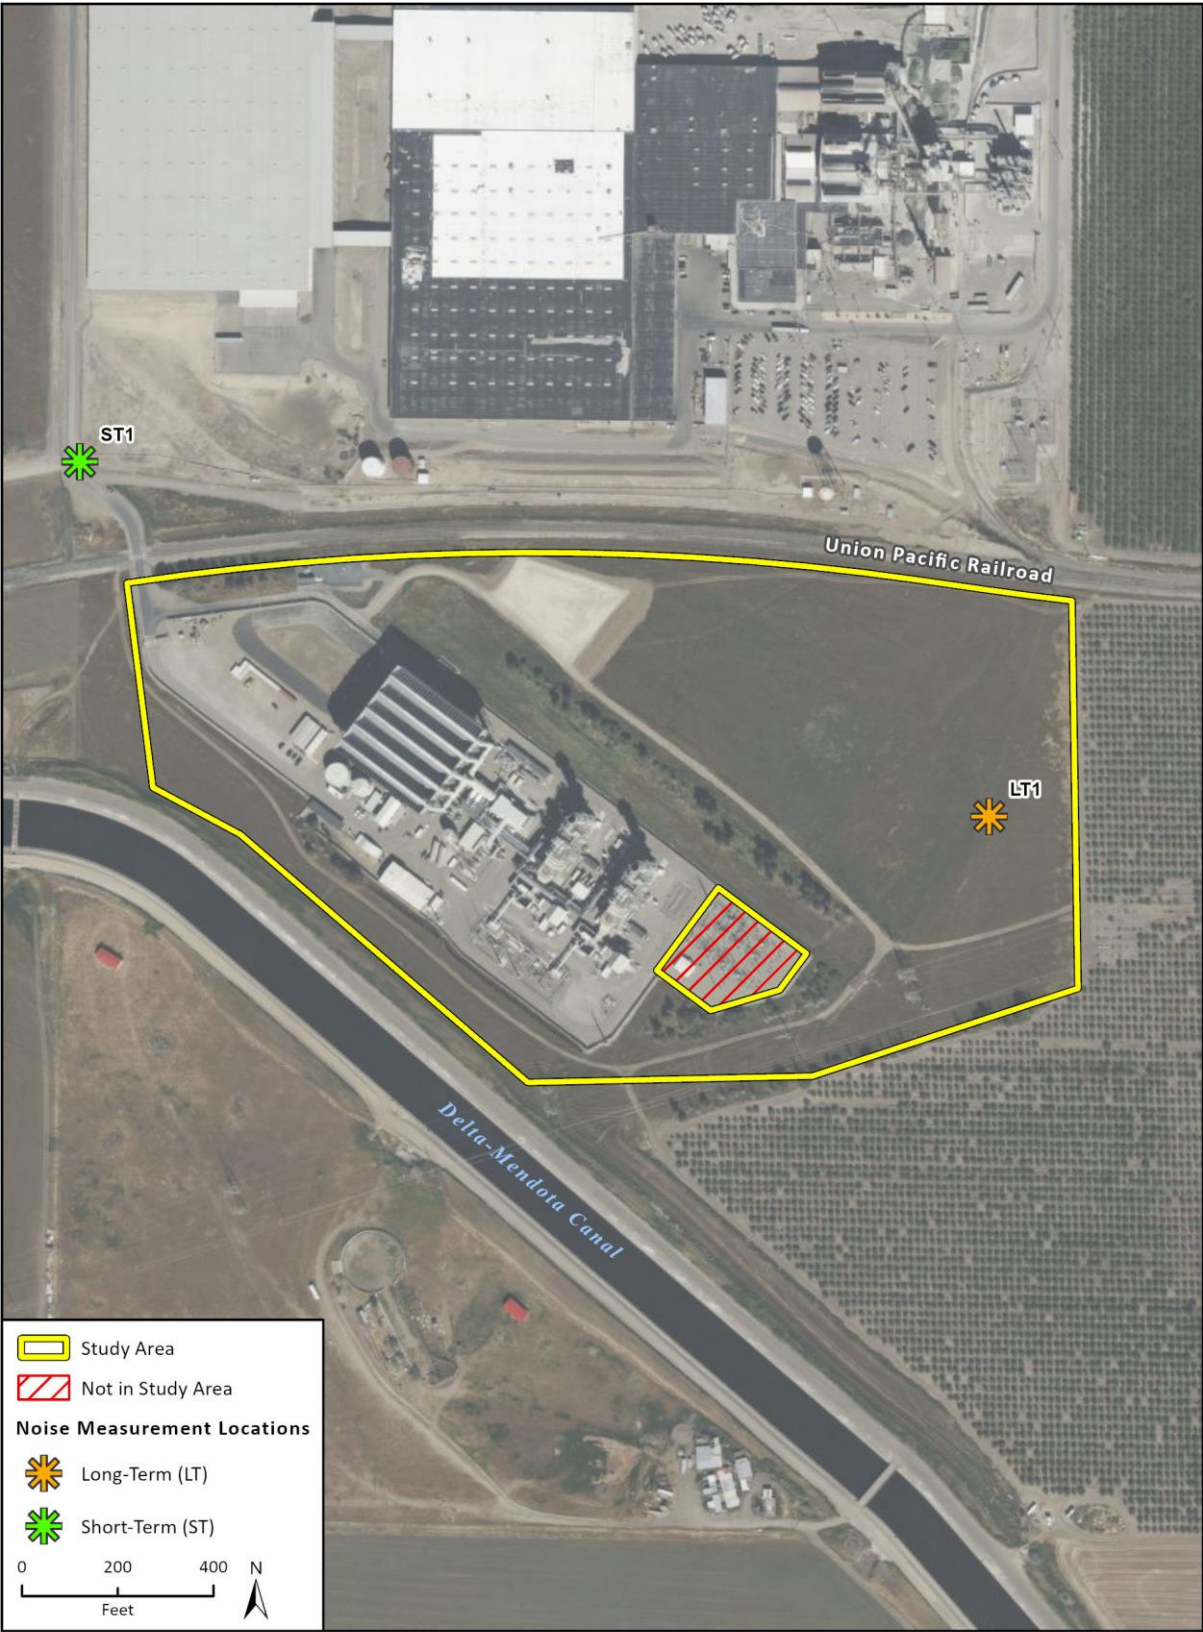 ST1
Union Pacific Railroad
LT1
Delta-Mendota Canal
Study Area
Not in Study Area
Noise Measurement Locations
Long-Term (LT)
Short-Term (ST)
0 200 400 N
Feet